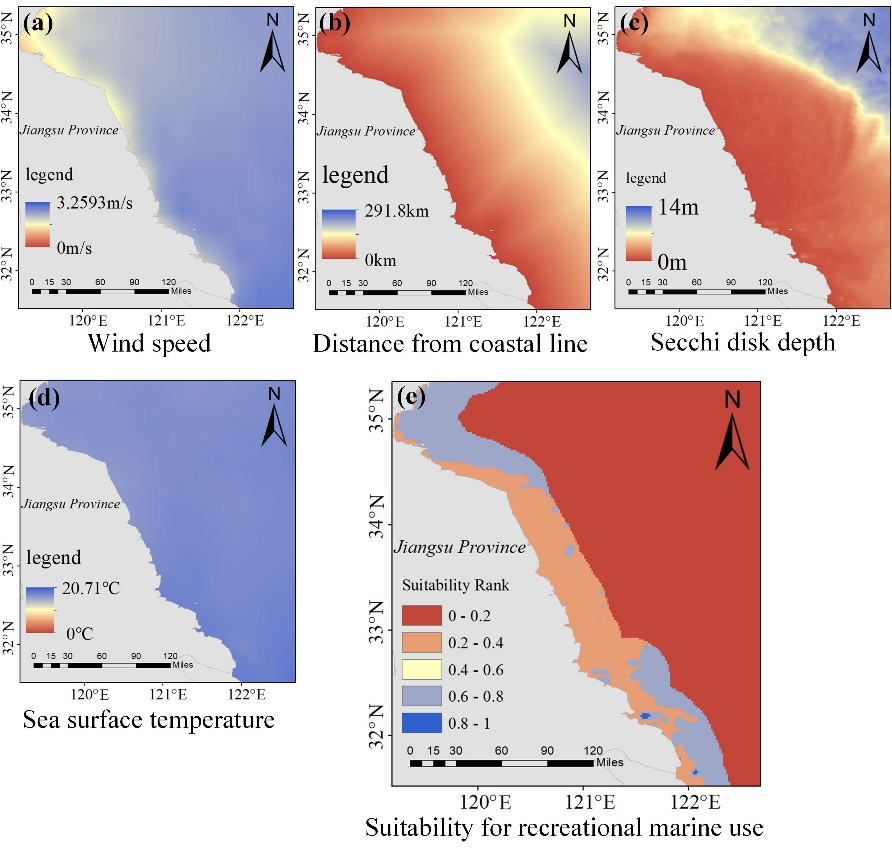 (a)
N
35°N
34°N
33°N
32°N
Jiangsu Province
legend
3.2593m/s
0m/s
0 15 30 60 90 120
Miles
120°E 121°E 122°E
Wind speed
(b)
N
35°N
34°N
33°N
32°N
Jiangsu Province
legend
291.8km
0km
0 15 30 60 90 120
Miles
120°E 121°E 122°E
Distance from coastal line
(c)
N
35°N
34°N
33°N
32°N
Jiangsu Province
legend
14m
0m
0 15 30 60 90 120
Miles
120°E 121°E 122°E
Secchi disk depth
(d)
N
35°N
34°N
33°N
32°N
Jiangsu Province
legend
20.71°C
0°C
0 15 30 60 90 120
Miles
120°E 121°E 122°E
Sea surface temperature
(e)
N
35°N
34°N
33°N
32°N
Jiangsu Province
Suitability Rank
0 - 0.2
0.2 - 0.4
0.4 - 0.6
0.6 - 0.8
0.8 - 1
0 15 30 60 90 120
Miles
120°E 121°E 122°E
Suitability for recreational marine use